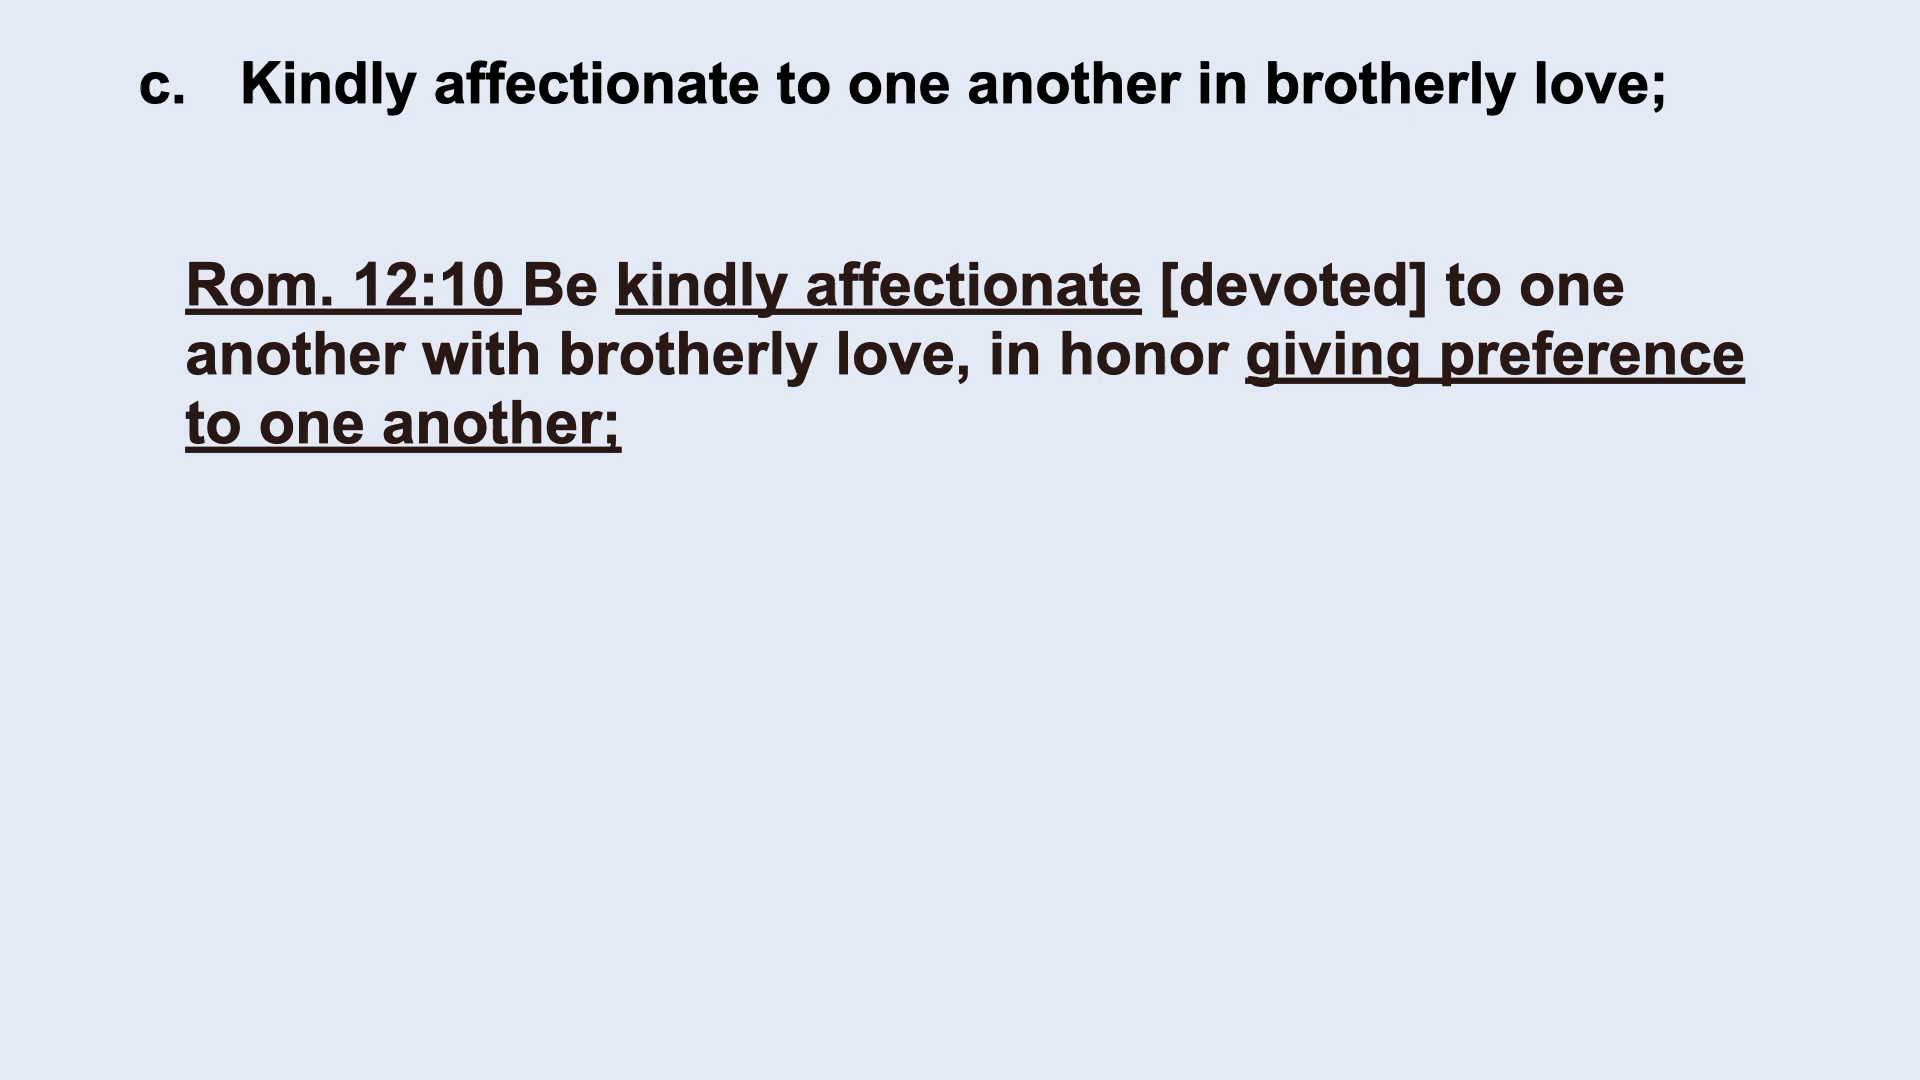 c. Kindly affectionate to one another in brotherly love;
Rom. 12:10 Be kindly affectionate [devoted] to one
another with brotherly love, in honor giving preference
to one another;